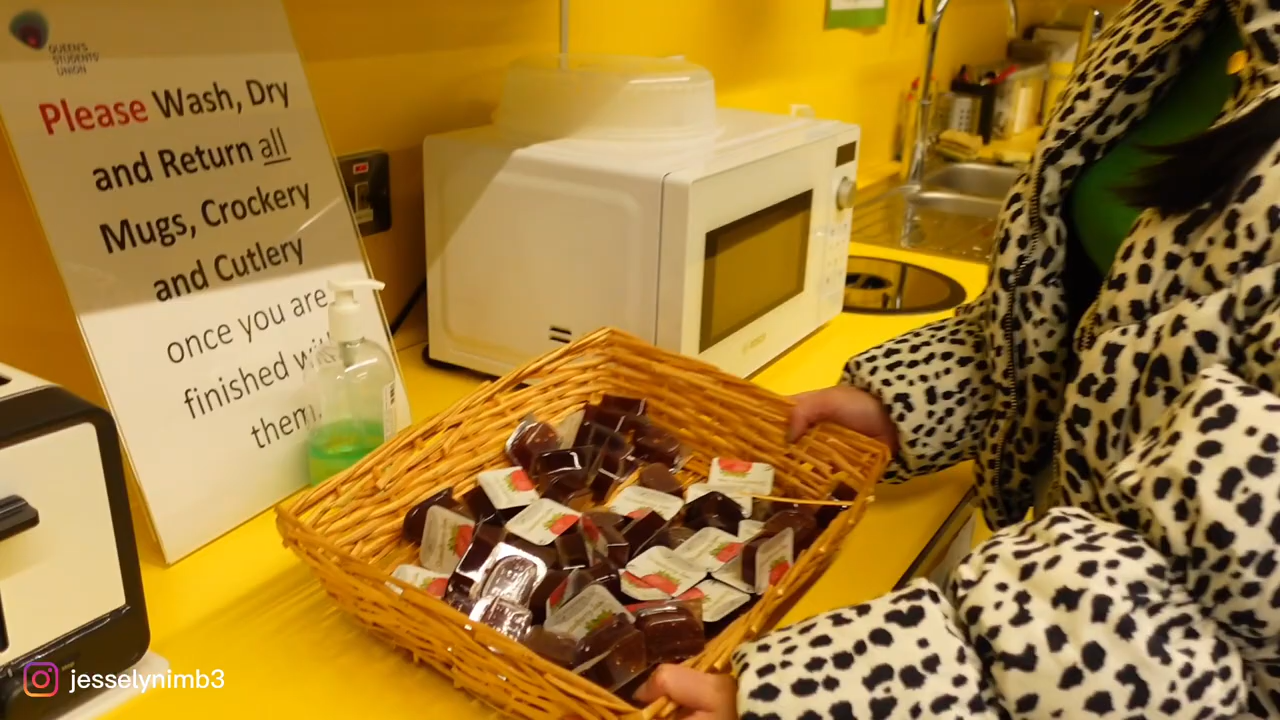 QUEEN'S
STUDENTS'
UNION
Please Wash, Dry
and Return all
Mugs, Crockery
and Cutlery
once you are
finished with
them.
jesselynimb3